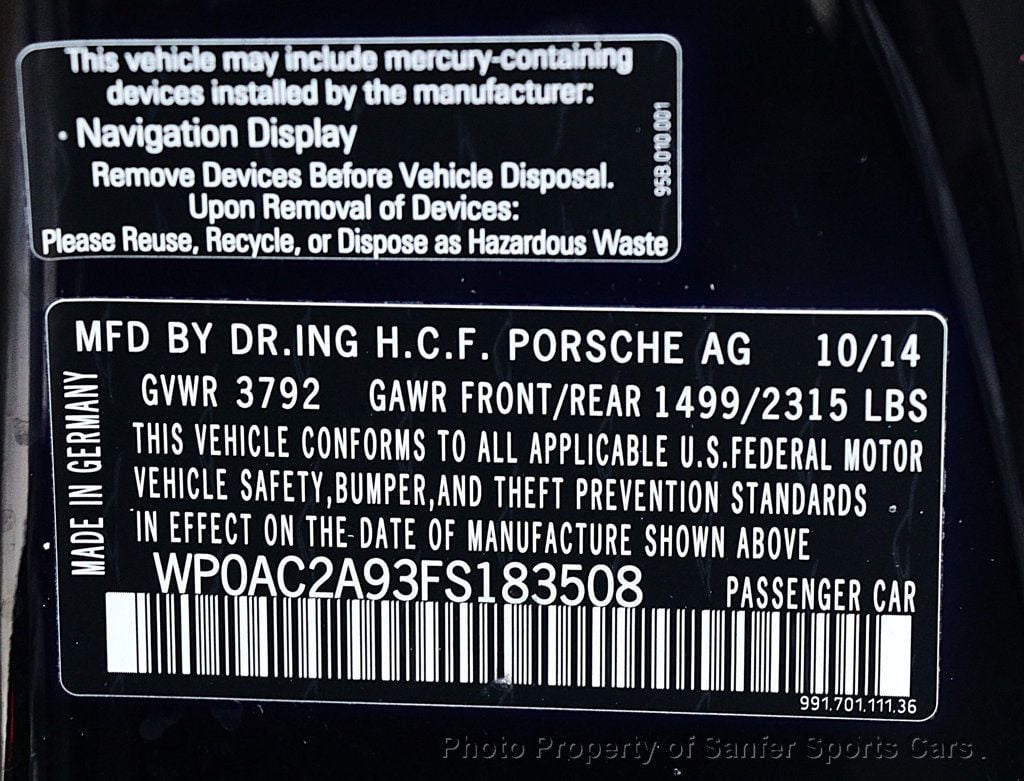 This vehicle may include mercury-containing
devices installed by the manufacturer:
· Navigation Display
Remove Devices Before Vehicle Disposal.
Upon Removal of Devices:
Please Reuse, Recycle, or Dispose as Hazardous Waste
95B.010.001
MFD BY DR.ING H.C.F. PORSCHE AG 10/14
GVWR 3792 GAWR FRONT/REAR 1499/2315 LBS
MADE IN GERMANY
THIS VEHICLE CONFORMS TO ALL APPLICABLE U.S.FEDERAL MOTOR
VEHICLE SAFETY,BUMPER,AND THEFT PREVENTION STANDARDS
IN EFFECT ON THE DATE OF MANUFACTURE SHOWN ABOVE
WP0AC2A93FS183508 PASSENGER CAR
991.701.111.36
Photo Property of Sanfer Sports Cars.